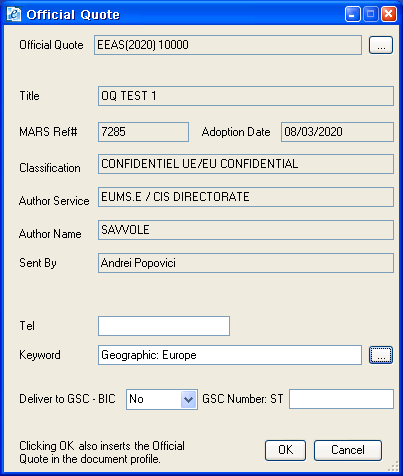 Official Quote
Official Quote EEAS(2020) 10000 ...
Title OQ TEST 1
MARS Ref# 7285 Adoption Date 08/03/2020
Classification CONFIDENTIEL UE/EU CONFIDENTIAL
Author Service EUMS.E / CIS DIRECTORATE
Author Name SAVVOLE
Sent By Andrei Popovici
Tel
Keyword Geographic: Europe ...
Deliver to GSC - BIC No GSC Number: ST
Clicking OK also inserts the Official
Quote in the document profile.
OK Cancel